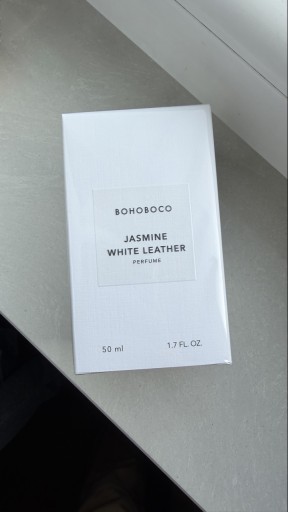 BOHOBOCO
JASMINE
WHITE LEATHER
PERFUME
50 ml 1.7 FL. OZ.